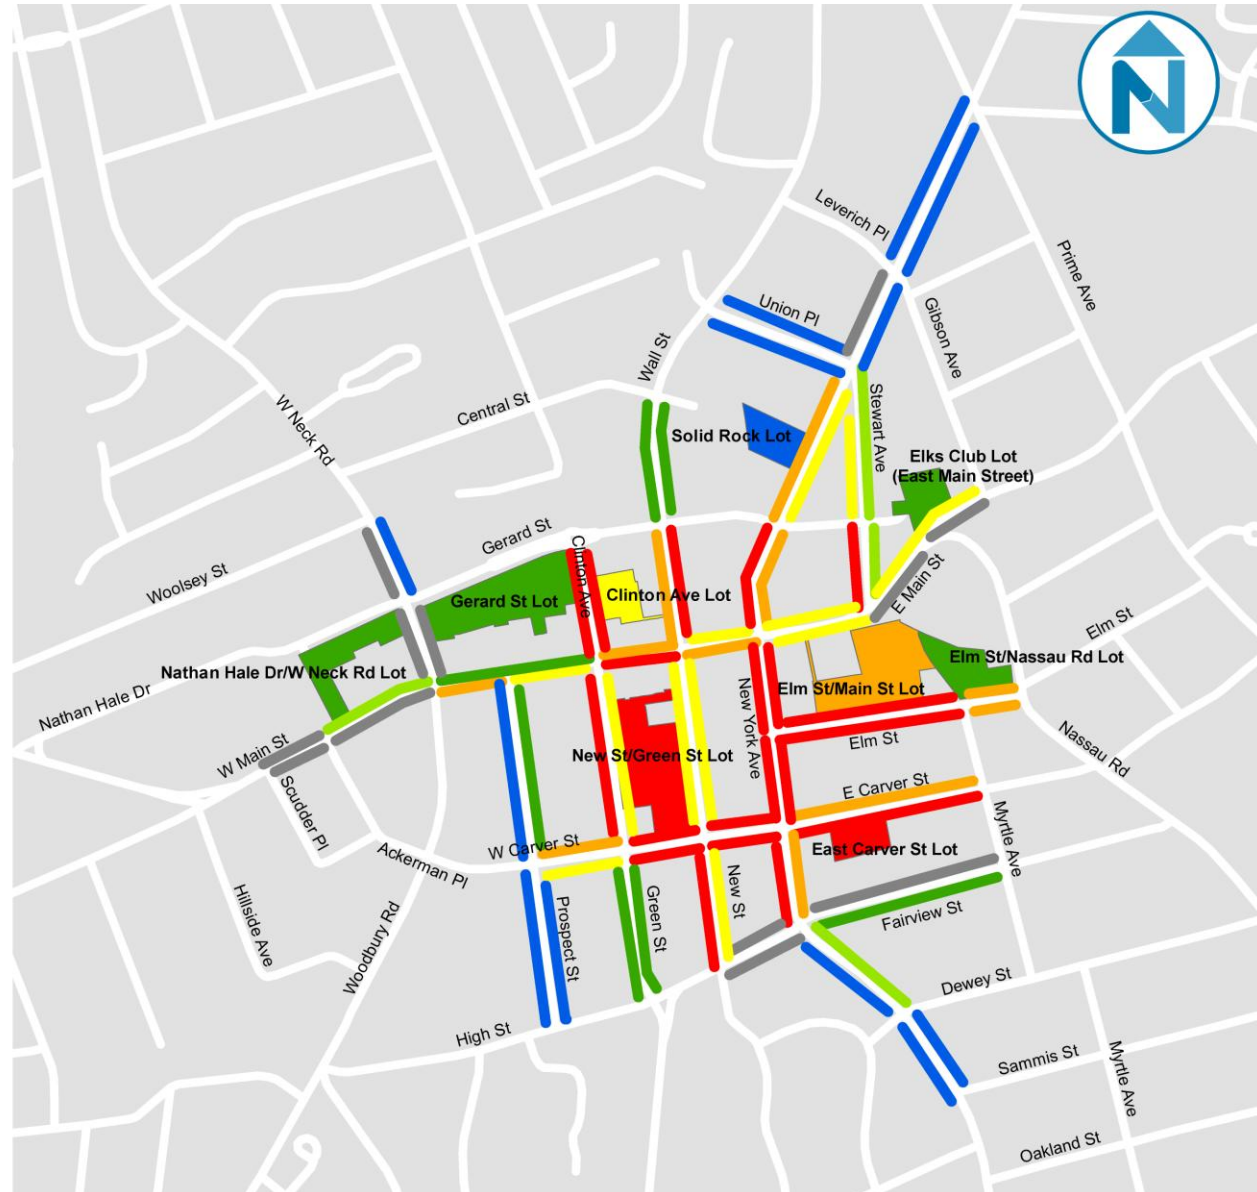 N
Leverich Pl
Prime Ave
Union Pl
Gibson Ave
Wall St
Stewart Ave
Central St
W Neck Rd
Solid Rock Lot
Elks Club Lot
(East Main Street)
Gerard St
Clinton Ave
Woolsey St
E Main St
Gerard St Lot
Clinton Ave Lot
Elm St
Nathan Hale Dr/W Neck Rd Lot
Elm St/Nassau Rd Lot
Nathan Hale Dr
Elm St/Main St Lot
New York Ave
W Main St
New St/Green St Lot
Elm St
Nassau Rd
Scudder Pl
E Carver St
W Carver St
East Carver St Lot
Myrtle Ave
Ackerman Pl
Hillside Ave
Woodbury Rd
Prospect St
Green St
New St
Fairview St
Dewey St
High St
Sammis St
Myrtle Ave
Oakland St